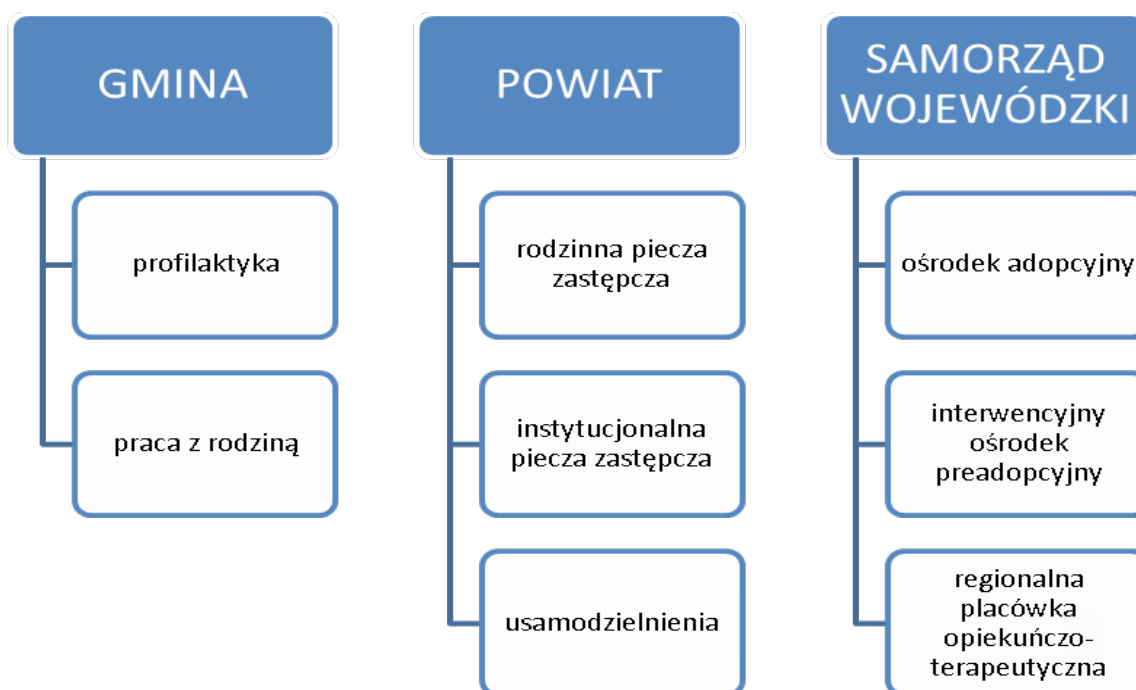 GMINA
profilaktyka
praca z rodziną
POWIAT
rodzinna piecza
zastępcza
instytucjonalna
piecza zastępcza
usamodzielnienia
SAMORZĄD
WOJEWÓDZKI
ośrodek adopcyjny
interwencyjny
ośrodek
preadopcyjny
regionalna
placówka
opiekuńczo-
terapeutyczna